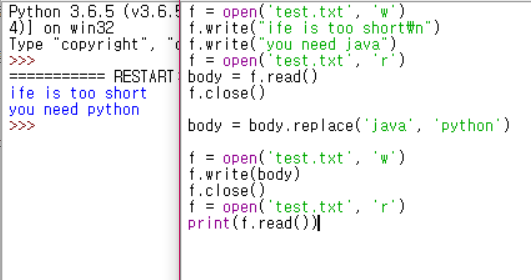 Python 3.6.5 (v3.6.5
4)] on win32
Type "copyright", "c
>>>
=========== RESTART:
ife is too short
you need python
>>>
f = open('test.txt', 'w')
f.write("ife is too short₩n")
f.write("you need java")
f = open('test.txt', 'r')
body = f.read()
f.close()
body = body.replace('java', 'python')
f = open('test.txt', 'w')
f.write(body)
f.close()
f = open('test.txt', 'r')
print(f.read())